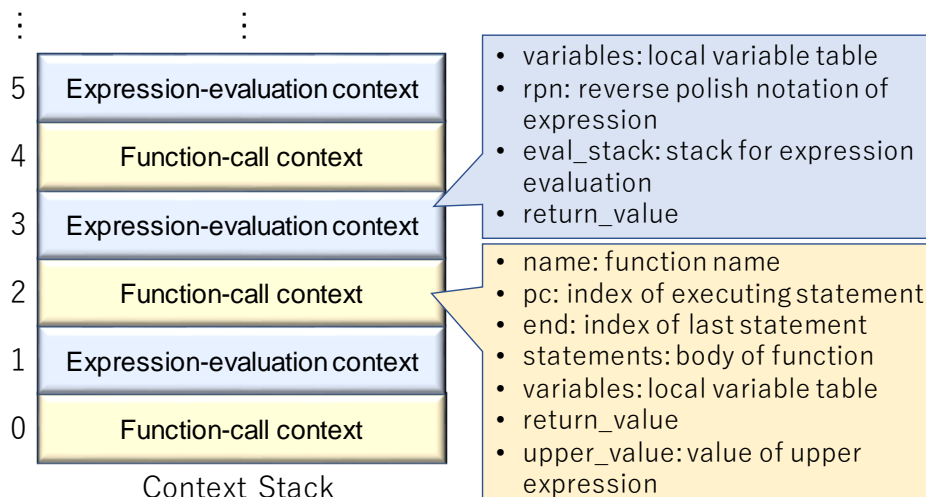 ⋮ ⋮
5 Expression-evaluation context
4 Function-call context
3 Expression-evaluation context
2 Function-call context
1 Expression-evaluation context
0 Function-call context
Context Stack
• variables: local variable table
• rpn: reverse polish notation of
expression
• eval_stack: stack for expression
evaluation
• return_value
• name: function name
• pc: index of executing statement
• end: index of last statement
• statements: body of function
• variables: local variable table
• return_value
• upper_value: value of upper
expression